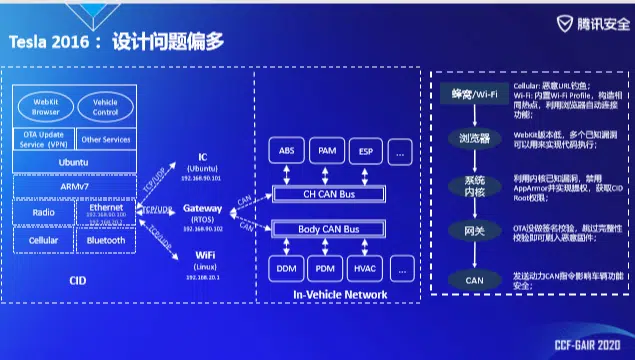 Tesla 2016： 设计问题偏多
腾讯安全
WebKit
Browser
Vehicle
Control
OTA Update
Service (VPN)
Other Services
Ubuntu
ARMv7
Radio
Ethernet
192.168.90.100
192.168.20.2
Cellular
Bluetooth
CID
TCP/UDP
TCP/UDP
TCP/UDP
IC
(Ubuntu)
192.168.90.101
Gateway
(RTOS)
192.168.90.102
WiFi
(Linux)
192.168.20.1
CAN
CAN
ABS
PAM
ESP
...
CH CAN Bus
Body CAN Bus
DDM
PDM
HVAC
...
In-Vehicle Network
蜂窝/Wi-Fi
Cellular: 恶意URL钓鱼；
Wi-Fi: 内置Wi-Fi Profile，构造相
同热点，利用浏览器自动连接
功能；
浏览器
WebKit版本低，多个已知漏洞
可以用来实现代码执行；
系统
内核
利用内核已知漏洞，禁用
AppArmor并实现提权，获取CID
Root权限；
网关
OTA没做签名校验，跳过完整性
校验即可刷入恶意固件；
CAN
发送动力CAN指令影响车辆功能
安全；
CCF-GAIR 2020